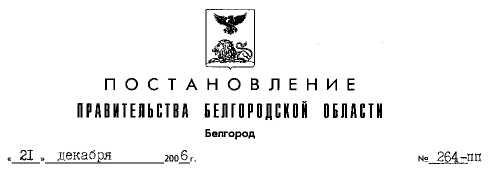 ПОСТАНОВЛЕНИЕ
ПРАВИТЕЛЬСТВА БЕЛГОРОДСКОЙ ОБЛАСТИ
Белгород
« 21 » декабря 2006 г. № 264-пп